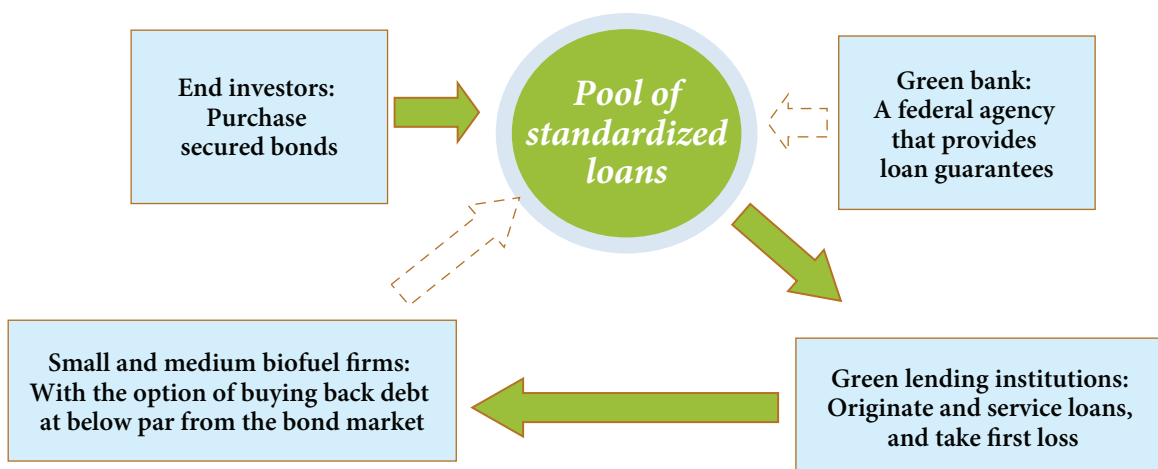 End investors:
Purchase
secured bonds
Pool of
standardized
loans
Green bank:
A federal agency
that provides
loan guarantees
Small and medium biofuel firms:
With the option of buying back debt
at below par from the bond market
Green lending institutions:
Originate and service loans,
and take first loss